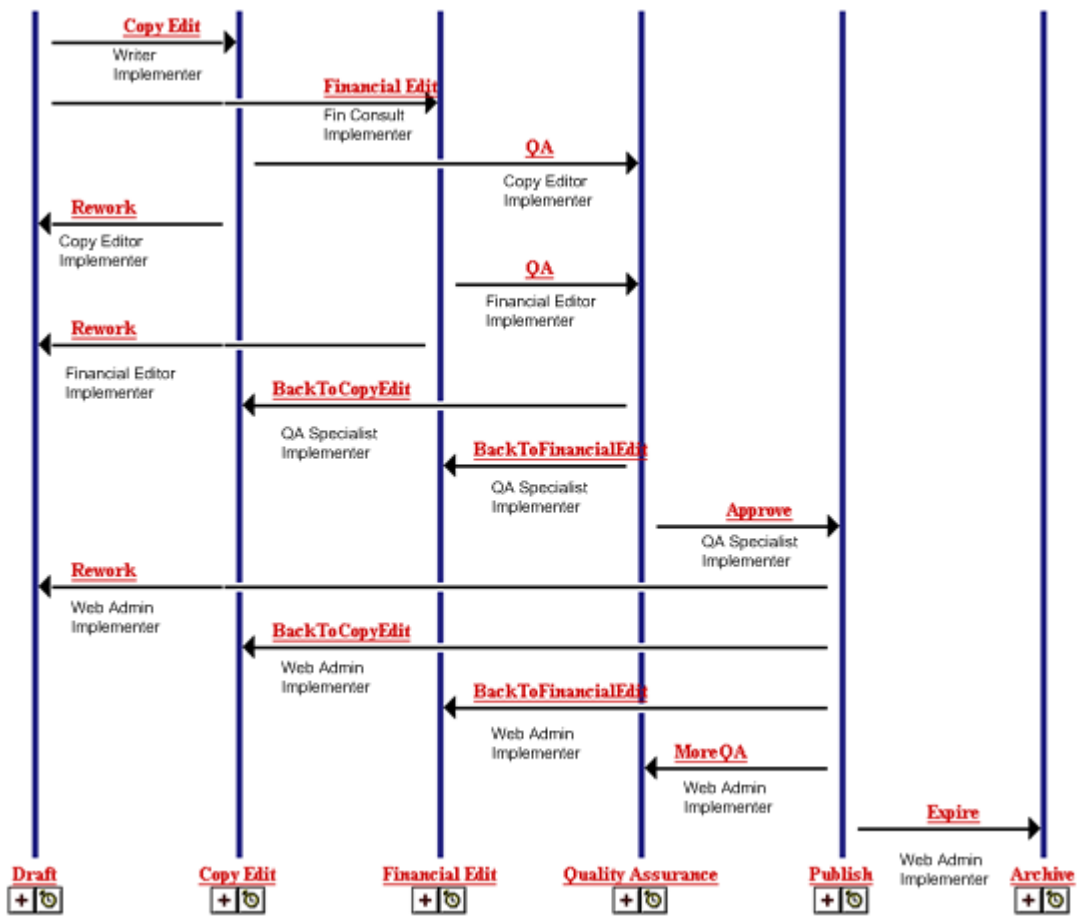 Copy Edit
Writer
Implementer
Financial Edit
Fin Consult
Implementer
QA
Copy Editor
Implementer
Rework
Copy Editor
Implementer
QA
Financial Editor
Implementer
Rework
Financial Editor
Implementer
BackToCopyEdit
QA Specialist
Implementer
BackToFinancialEdit
QA Specialist
Implementer
Approve
QA Specialist
Implementer
Rework
Web Admin
Implementer
BackToCopyEdit
Web Admin
Implementer
BackToFinancialEdit
Web Admin
Implementer
MoreQA
Web Admin
Implementer
Expire
Web Admin
Implementer
Draft Copy Edit Financial Edit Quality Assurance Publish Archive